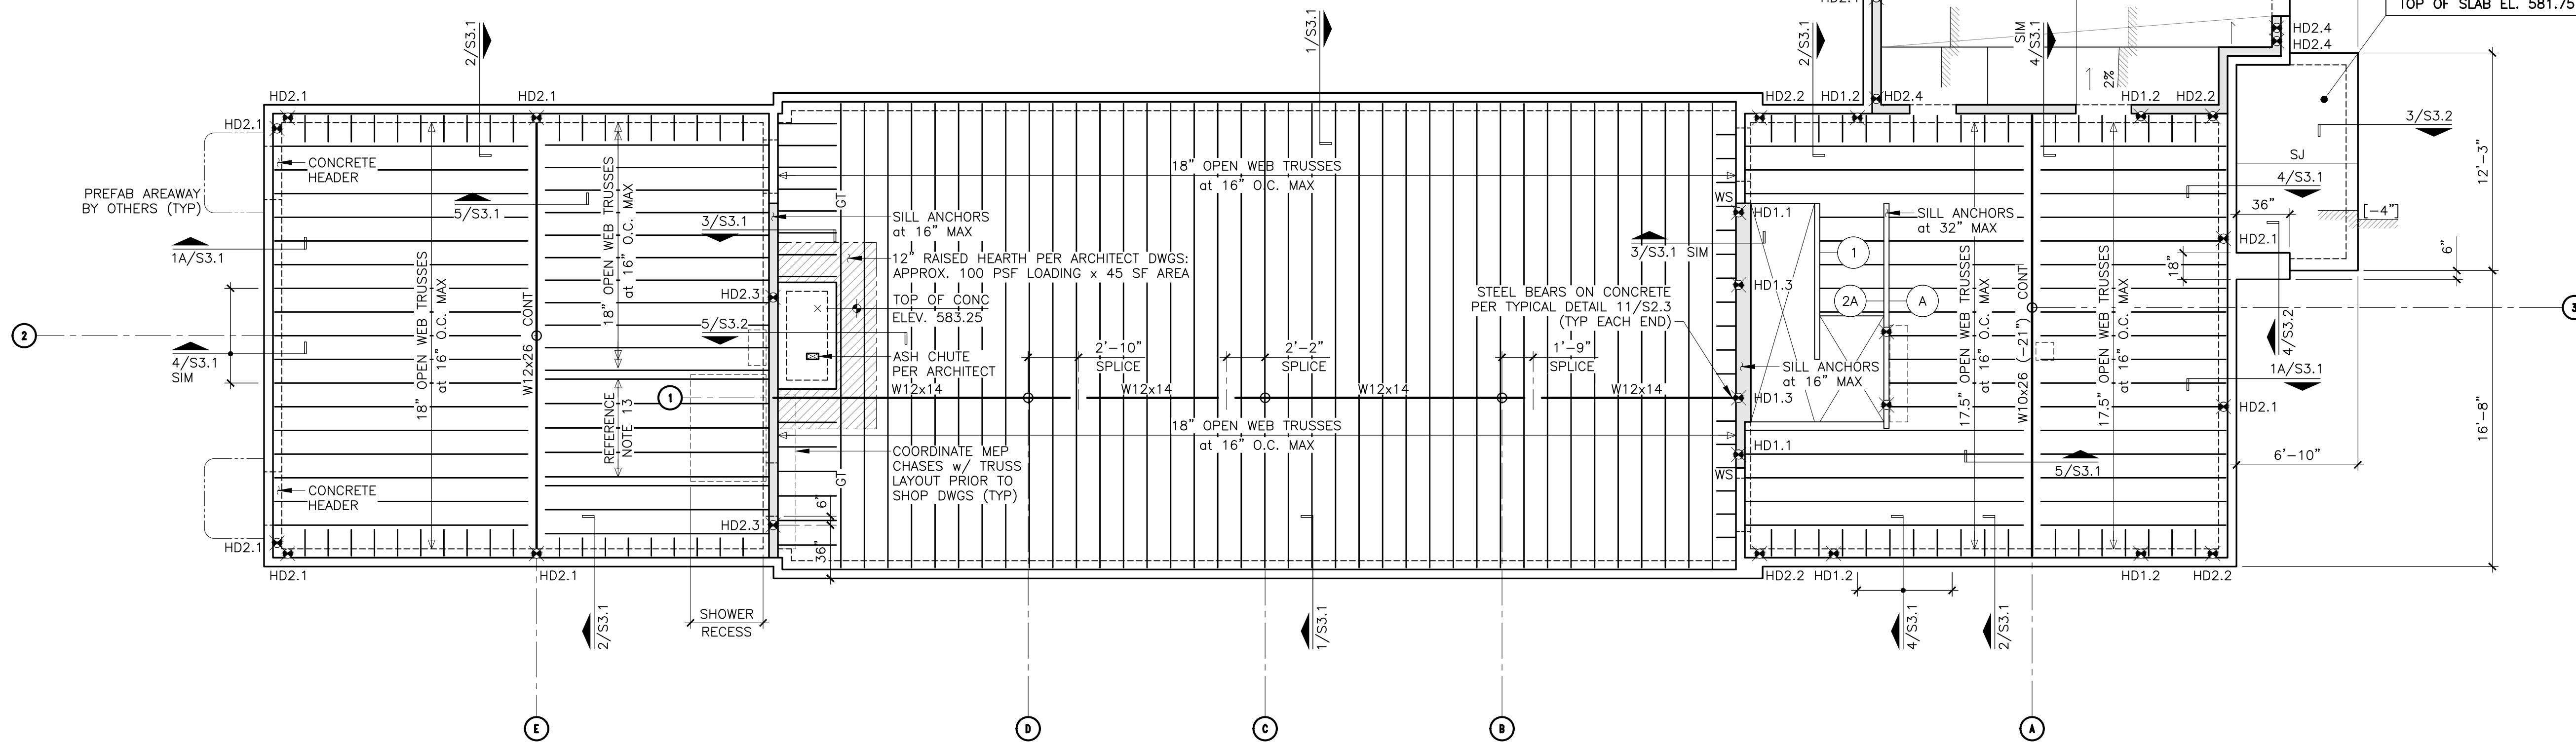 2/S3.1
1/S3.1
2/S3.1
SIM
4/S3.1
TOP OF SLAB EL. 581.75
HD2.4
HD2.4
2%
HD2.1
HD2.1
HD2.1
HD2.2
HD1.2
HD2.4
HD1.2
HD2.2
3/S3.2
CONCRETE
HEADER
PREFAB AREAWAY
BY OTHERS (TYP)
5/S3.1
18" OPEN WEB TRUSSES
at 16" O.C. MAX
3/S3.1
GT
SILL ANCHORS
at 16" MAX
18" OPEN WEB TRUSSES
at 16" O.C. MAX
WS
HD1.1
SILL ANCHORS
at 32" MAX
SJ
4/S3.1
36"
[-4"]
12'-3"
6"
18"
HD2.1
1A/S3.1
12" RAISED HEARTH PER ARCHITECT DWGS:
APPROX. 100 PSF LOADING x 45 SF AREA
3/S3.1 SIM
1
2A
A
HD1.3
HD2.3
TOP OF CONC
ELEV. 583.25
STEEL BEARS ON CONCRETE
PER TYPICAL DETAIL 11/S2.3
(TYP EACH END)
2
3
4/S3.1
SIM
18" OPEN WEB TRUSSES
at 16" O.C. MAX
W12x26 CONT
5/S3.2
ASH CHUTE
PER ARCHITECT
2'-10"
SPLICE
2'-2"
SPLICE
1'-9"
SPLICE
SILL ANCHORS
at 16" MAX
17.5" OPEN WEB TRUSSES
at 16" O.C. MAX
W10x26 (-21") CONT
17.5" OPEN WEB TRUSSES
at 16" O.C. MAX
4/S3.2
1A/S3.1
1
W12x14
W12x14
W12x14
W12x14
HD1.3
HD2.1
16'-8"
REFERENCE
NOTE 13
18" OPEN WEB TRUSSES
at 16" O.C. MAX
HD1.1
WS
GT
COORDINATE MEP
CHASES w/ TRUSS
LAYOUT PRIOR TO
SHOP DWGS (TYP)
5/S3.1
6'-10"
CONCRETE
HEADER
6"
36"
HD2.3
HD2.1
HD2.1
HD2.1
HD2.2
HD1.2
HD1.2
HD2.2
SHOWER
RECESS
2/S3.1
1/S3.1
4/S3.1
2/S3.1
E
D
C
B
A